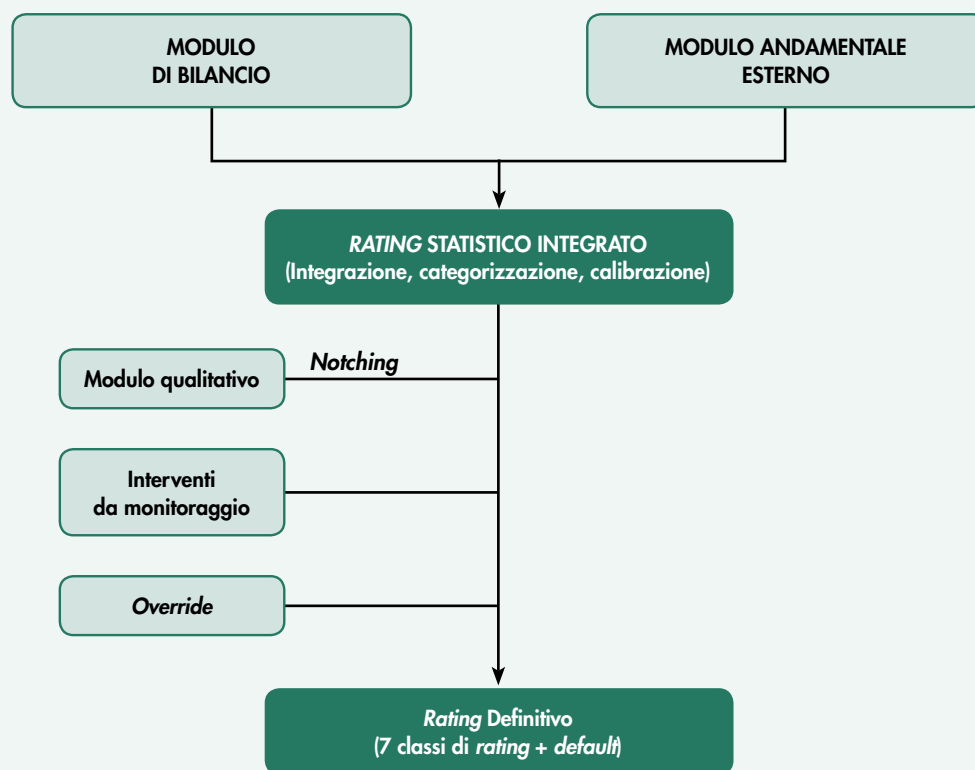 MODULO
DI BILANCIO
MODULO ANDAMENTALE
ESTERNO
RATING STATISTICO INTEGRATO
(Integrazione, categorizzazione, calibrazione)
Notching
Modulo qualitativo
Interventi
da monitoraggio
Override
Rating Definitivo
(7 classi di rating + default)